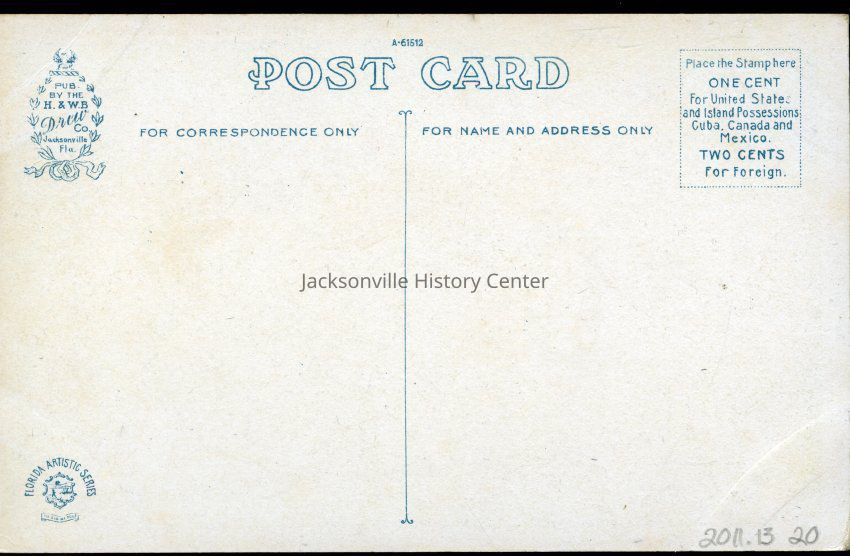 A-61512
POST CARD
PUB.
BY THE
H. & W.B
Drew
Co.
Jacksonville
Fla.
FOR CORRESPONDENCE ONLY
FOR NAME AND ADDRESS ONLY
Place the Stamp here
ONE CENT
For United States
and Island Possessions
Cuba, Canada and
Mexico.
TWO CENTS
For Foreign.
Jacksonville History Center
FLORIDA ARTISTIC SERIES
2011.13 20